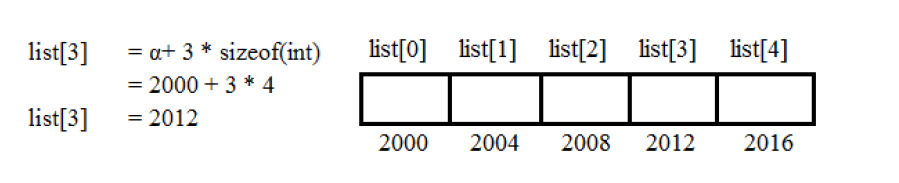 list[3] = α+ 3 * sizeof(int)
= 2000 + 3 * 4
list[3] = 2012
list[0] list[1] list[2] list[3] list[4]
2000 2004 2008 2012 2016